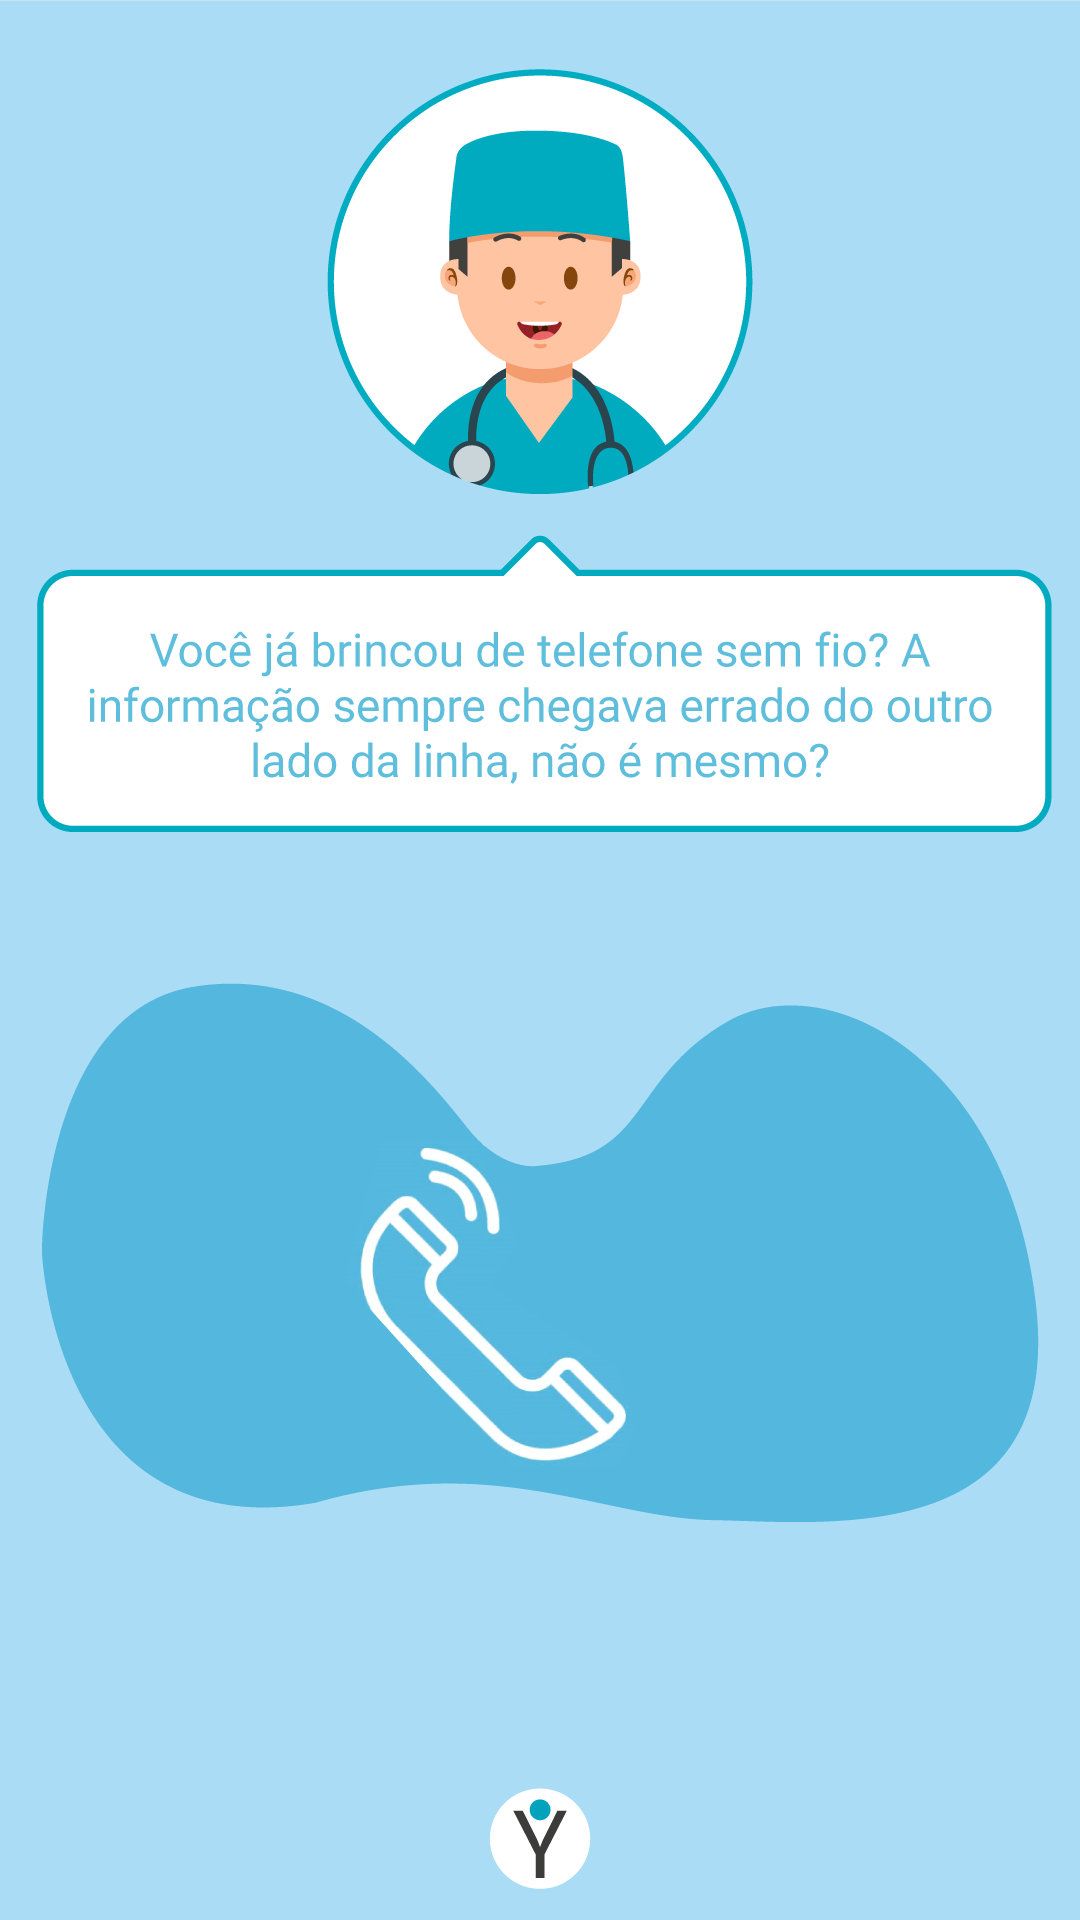 Você já brincou de telefone sem fio? A
informação sempre chegava errado do outro
lado da linha, não é mesmo?
Y